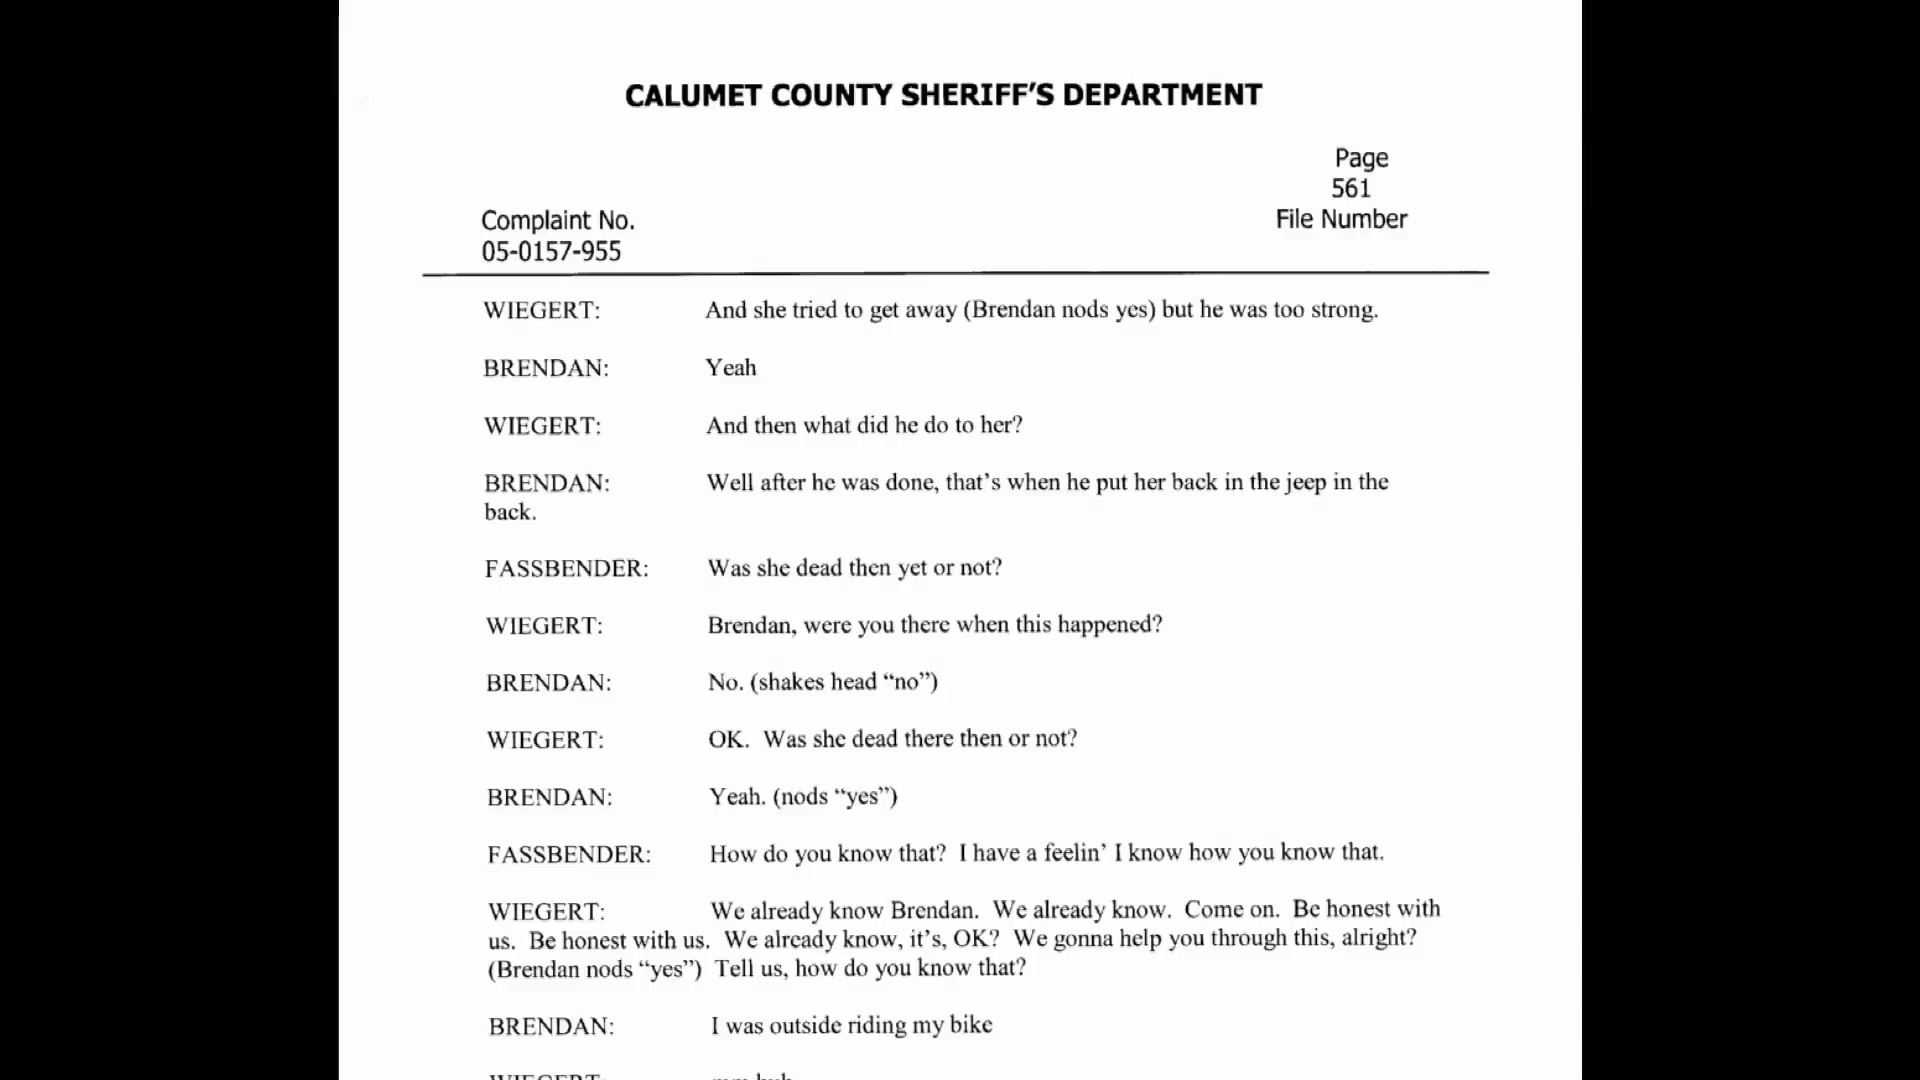 CALUMET COUNTY SHERIFF'S DEPARTMENT
Page
561
File Number
Complaint No.
05-0157-955
WIEGERT: And she tried to get away (Brendan nods yes) but he was too strong.
BRENDAN: Yeah
WIEGERT: And then what did he do to her?
BRENDAN: Well after he was done, that's when he put her back in the jeep in the
back.
FASSBENDER: Was she dead then yet or not?
WIEGERT: Brendan, were you there when this happened?
BRENDAN: No. (shakes head “no”)
WIEGERT: OK. Was she dead there then or not?
BRENDAN: Yeah. (nods “yes”)
FASSBENDER: How do you know that? I have a feelin' I know how you know that.
WIEGERT: We already know Brendan. We already know. Come on. Be honest with
us. Be honest with us. We already know, it's, OK? We gonna help you through this, alright?
(Brendan nods “yes”) Tell us, how do you know that?
BRENDAN: I was outside riding my bike
WIEGERT: